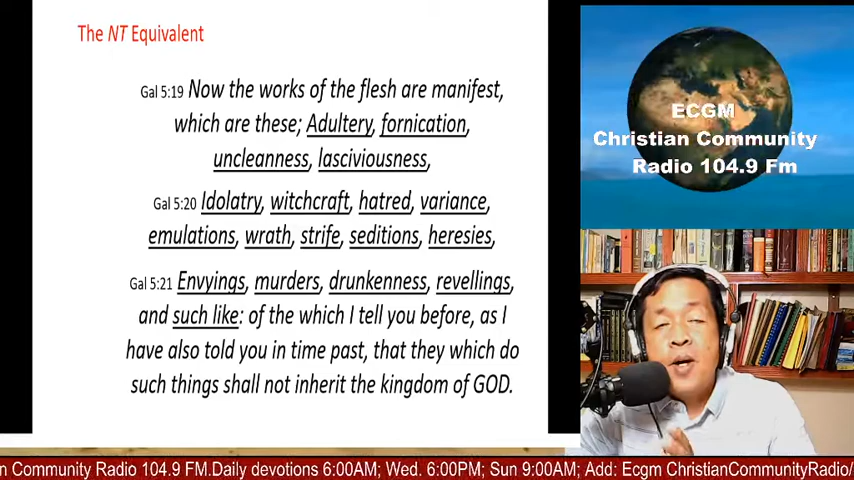 The NT Equivalent
Gal 5:19 Now the works of the flesh are manifest,
which are these; Adultery, fornication,
uncleanness, lasciviousness,
Gal 5:20 Idolatry, witchcraft, hatred, variance,
emulations, wrath, strife, seditions, heresies,
Gal 5:21 Envyings, murders, drunkenness, revellings,
and such like: of the which I tell you before, as I
have also told you in time past, that they which do
such things shall not inherit the kingdom of GOD.
ECGM
Christian Community
Radio 104.9 Fm
n Community Radio 104.9 FM.Daily devotions 6:00AM; Wed. 6:00PM; Sun 9:00AM; Add: Ecgm ChristianCommunityRadio/